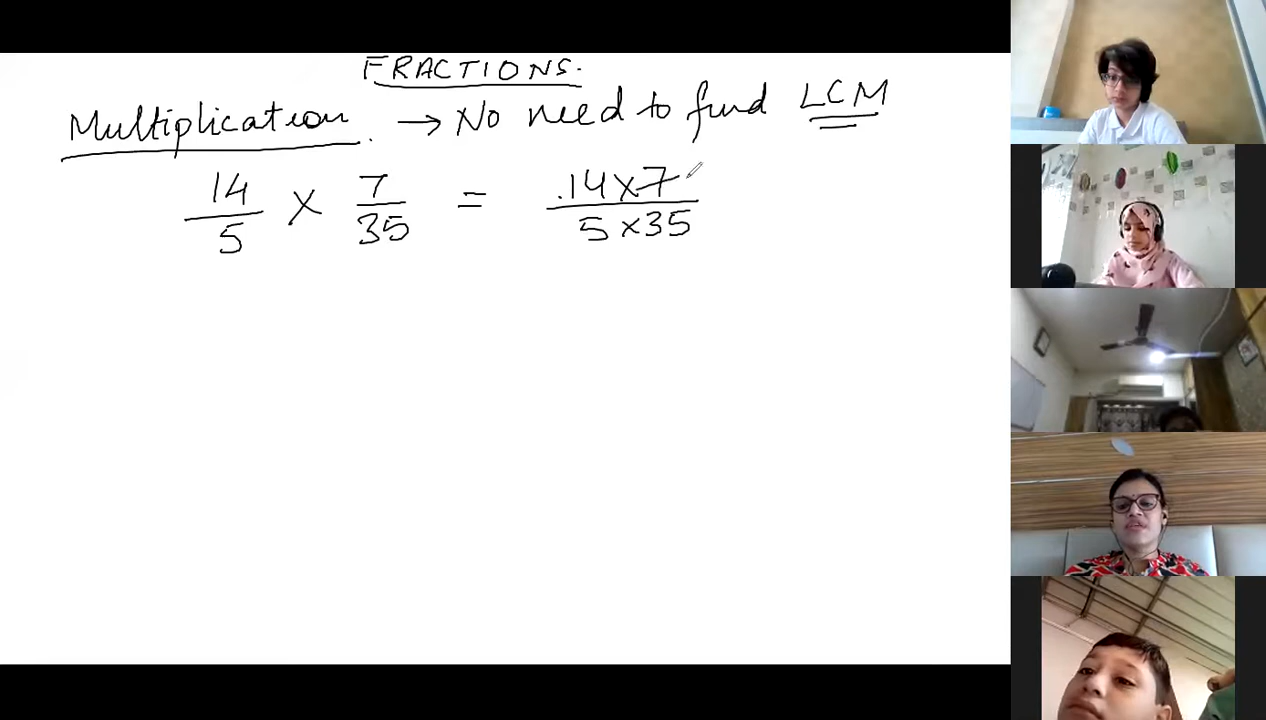 FRACTIONS.
Multiplication. → No need to find LCM
14/5 × 7/35 = 14×7/5×35